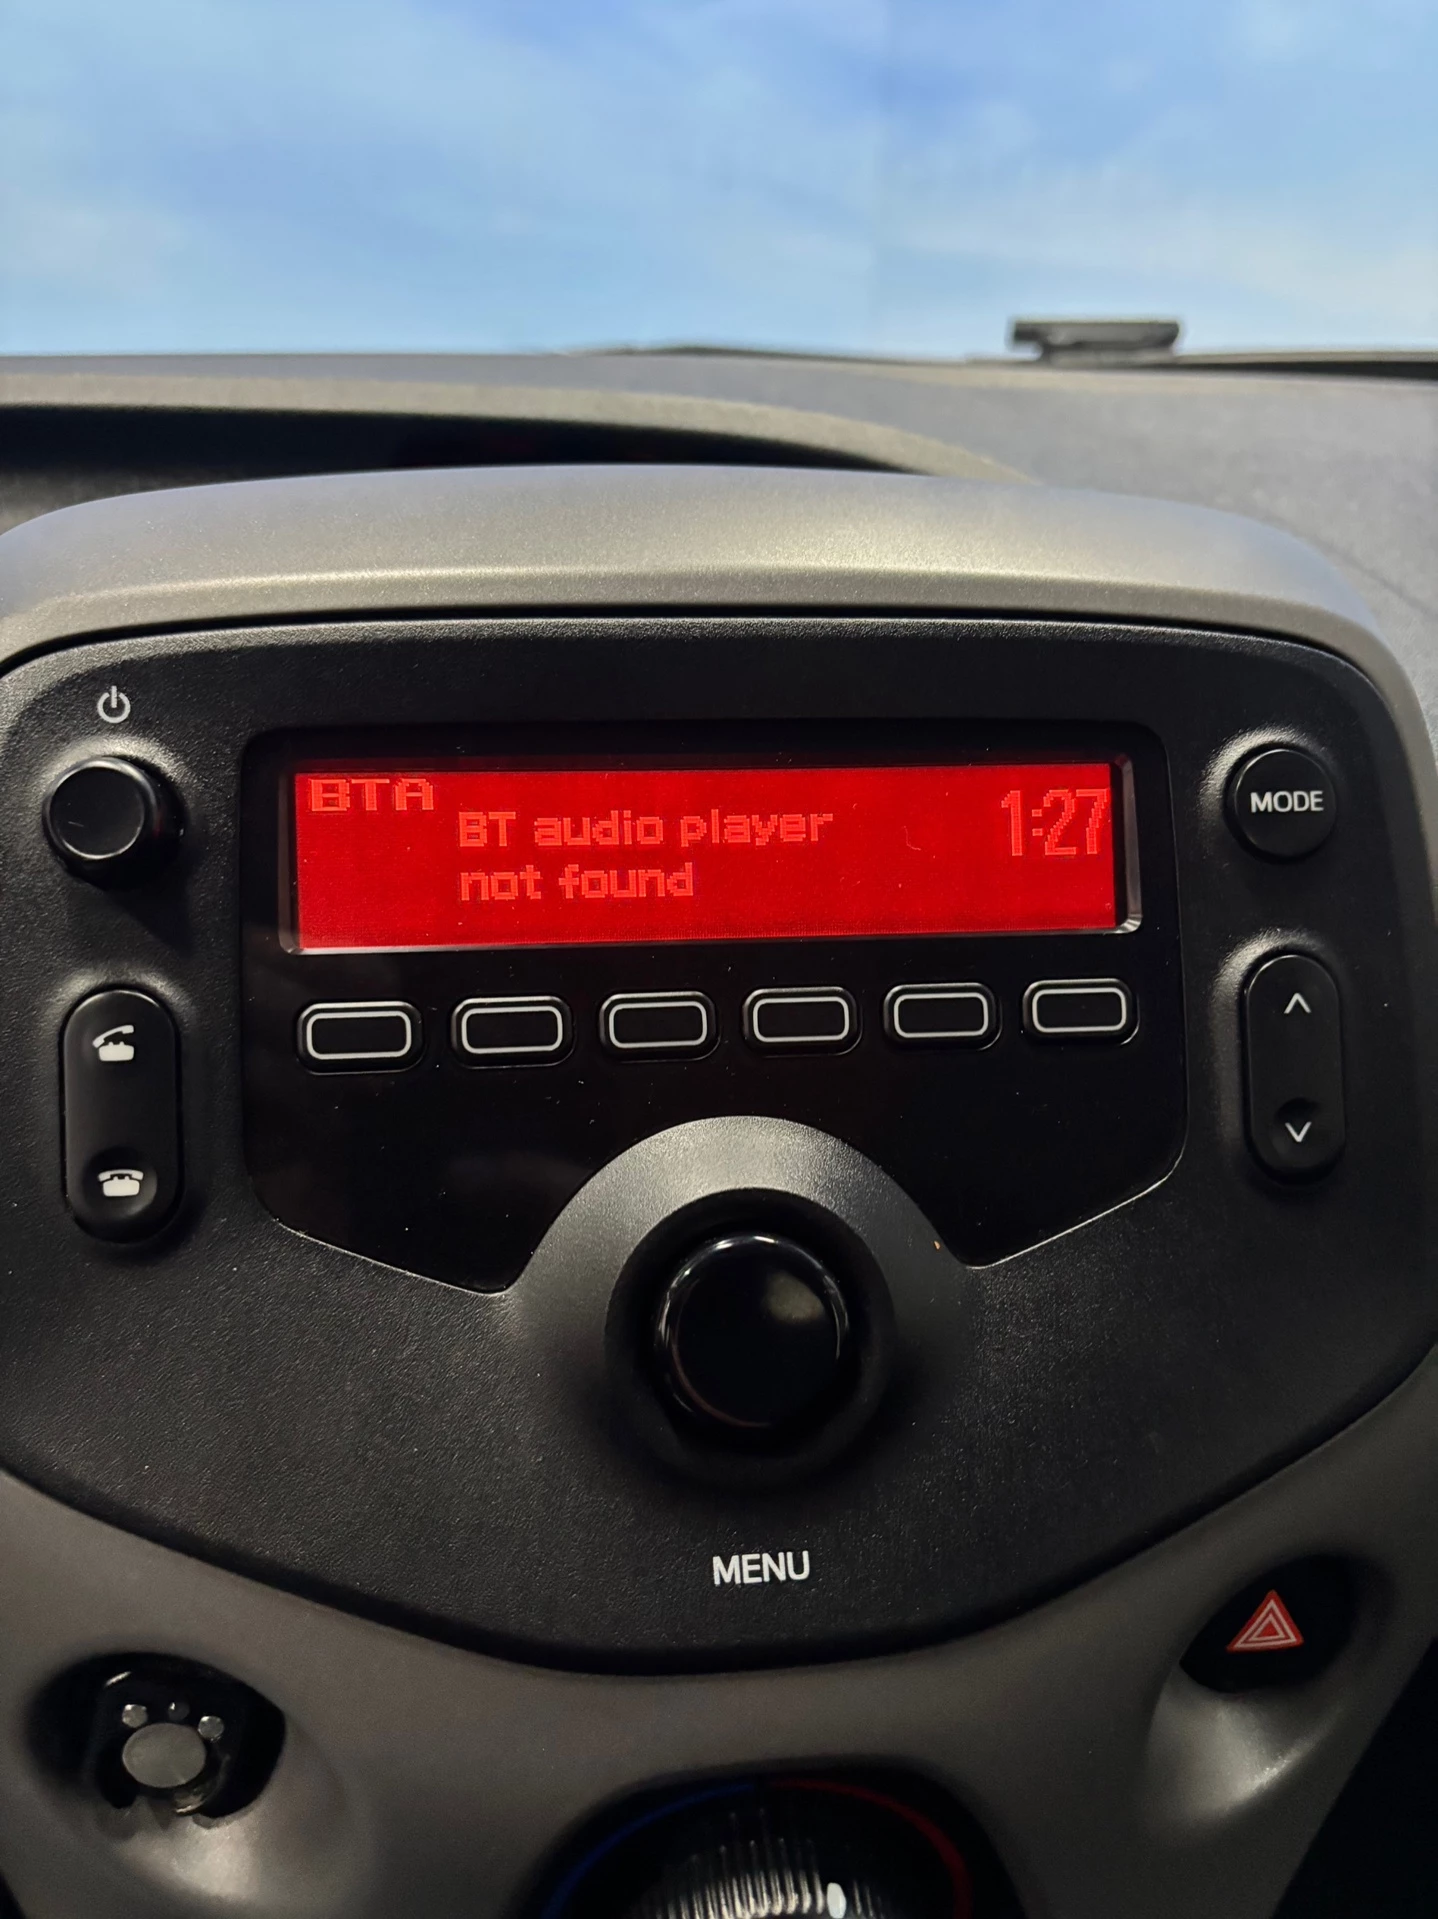 BTA
BT audio player
not found
1:27
MODE
MENU